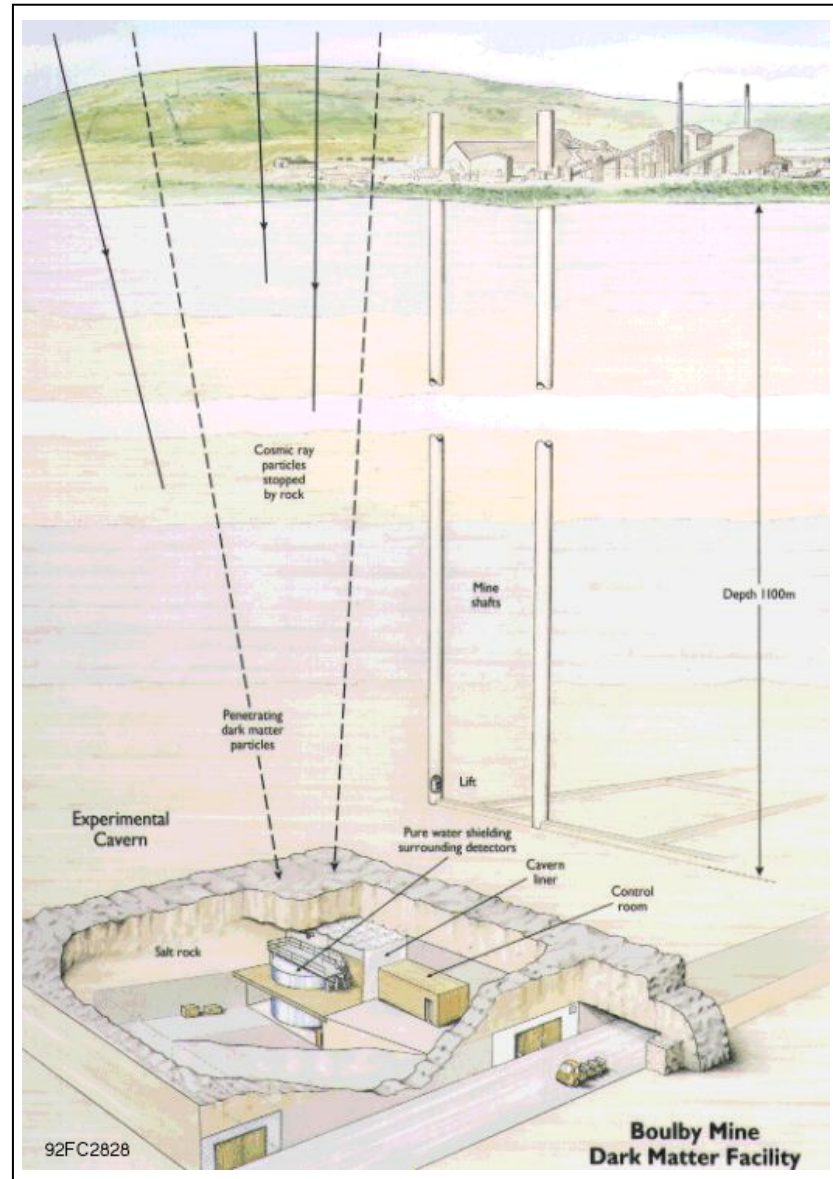 Cosmic ray
particles
stopped
by rock
Mine
shafts
Depth 1100m
Penetrating
dark matter
particles
Lift
Experimental
Cavern
Pure water shielding
surrounding detectors
Cavern
liner
Control
room
Salt rock
92FC2828
Boulby Mine
Dark Matter Facility